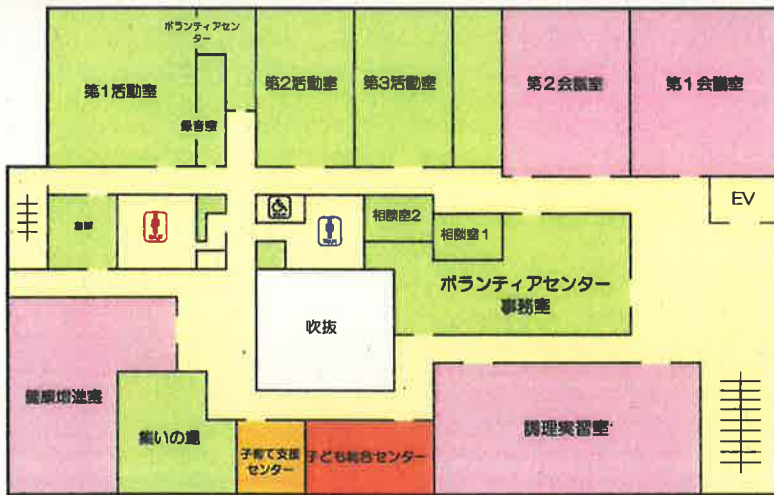 ボランティアセン
ター
第1活動室
録音室
第2活動室
第3活動室
第2会議室
第1会議室
EV
相談室2
相談室1
ボランティアセンター
事務室
吹抜
健康増進室
集いの場
子育て支援
センター
子ども総合センター
調理実習室